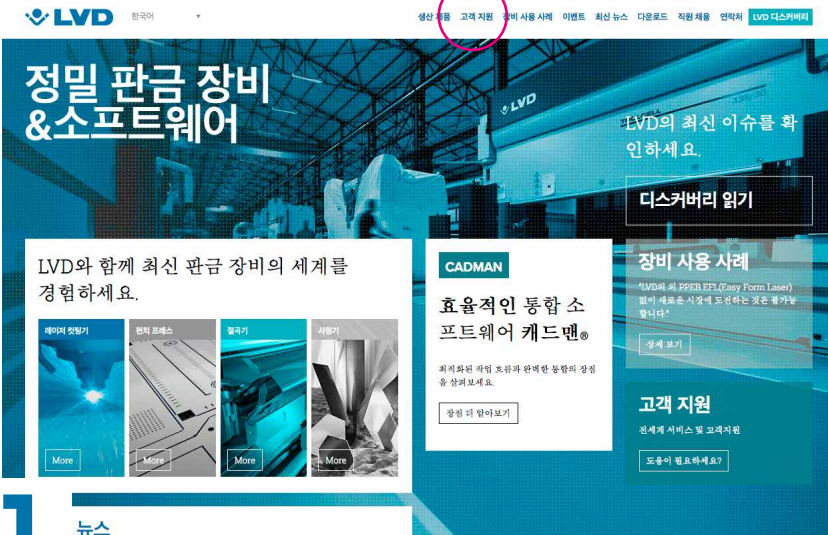 LVD
한국어
생산 제품 고객 지원 장비 사용 사례 이벤트 최신 뉴스 다운로드 직원 채용 연락처 LVD 디스커버리
정밀 판금 장비
&소프트웨어
LVD
LVD의 최신 이슈를 확
인하세요.
디스커버리 읽기
LVD와 함께 최신 판금 장비의 세계를
경험하세요.
레이저 컷팅기
펀치 프레스
절곡기
샤링기
More
More
More
More
CADMAN
효율적인 통합 소
프트웨어 캐드맨®
최적화된 작업 흐름과 완벽한 통합의 장점
을 살펴보세요.
장점 더 알아보기
장비 사용 사례
"LVD의 의 PPEB EFL(Easy Form Laser)
없이 새로운 시장에 도전하는 것은 불가능
합니다."
상세 보기
고객 지원
전세계 서비스 및 고객지원
도움이 필요하세요?
1
뉴스